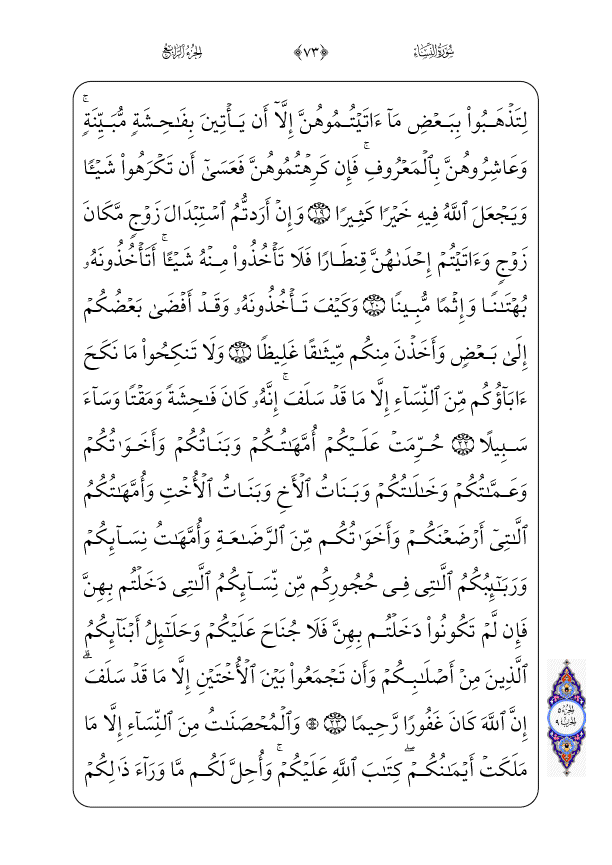 سُورَةُ النِّسَاءِ ﴿٧٣﴾ الجُزْءُ الرَّابِعُ
لِتَذۡهَبُواْ بِبَعۡضِ مَآ ءَاتَيۡتُمُوهُنَّ إِلَّآ أَن يَأۡتِينَ بِفَٰحِشَةٖ مُّبَيِّنَةٖۚ
وَعَاشِرُوهُنَّ بِٱلۡمَعۡرُوفِۚ فَإِن كَرِهۡتُمُوهُنَّ فَعَسَىٰٓ أَن تَكۡرَهُواْ شَيۡـٔٗا
وَيَجۡعَلَ ٱللَّهُ فِيهِ خَيۡرٗا كَثِيرٗا ١٩ وَإِنۡ أَرَدتُّمُ ٱسۡتِبۡدَالَ زَوۡجٖ مَّكَانَ
زَوۡجٖ وَءَاتَيۡتُمۡ إِحۡدَىٰهُنَّ قِنطَارٗا فَلَا تَأۡخُذُواْ مِنۡهُ شَيۡـًٔاۚ أَتَأۡخُذُونَهُۥ
بُهۡتَٰنٗا وَإِثۡمٗا مُّبِينٗا ٢٠ وَكَيۡفَ تَأۡخُذُونَهُۥ وَقَدۡ أَفۡضَىٰ بَعۡضُكُمۡ
إِلَىٰ بَعۡضٖ وَأَخَذۡنَ مِنكُم مِّيثَٰقًا غَلِيظٗا ٢١ وَلَا تَنكِحُواْ مَا نَكَحَ
ءَابَآؤُكُم مِّنَ ٱلنِّسَآءِ إِلَّا مَا قَدۡ سَلَفَۚ إِنَّهُۥ كَانَ فَٰحِشَةٗ وَمَقۡتٗا وَسَآءَ
سَبِيلًا ٢٢ حُرِّمَتۡ عَلَيۡكُمۡ أُمَّهَٰتُكُمۡ وَبَنَاتُكُمۡ وَأَخَوَٰتُكُمۡ
وَعَمَّٰتُكُمۡ وَخَٰلَٰتُكُمۡ وَبَنَاتُ ٱلۡأَخِ وَبَنَاتُ ٱلۡأُخۡتِ وَأُمَّهَٰتُكُمُ
ٱلَّٰتِيٓ أَرۡضَعۡنَكُمۡ وَأَخَوَٰتُكُم مِّنَ ٱلرَّضَٰعَةِ وَأُمَّهَٰتُ نِسَآئِكُمۡ
وَرَبَٰٓئِبُكُمُ ٱلَّٰتِي فِي حُجُورِكُم مِّن نِّسَآئِكُمُ ٱلَّٰتِي دَخَلۡتُم بِهِنَّ
فَإِن لَّمۡ تَكُونُواْ دَخَلۡتُم بِهِنَّ فَلَا جُنَاحَ عَلَيۡكُمۡ وَحَلَٰٓئِلُ أَبۡنَآئِكُمُ
ٱلَّذِينَ مِنۡ أَصۡلَٰبِكُمۡ وَأَن تَجۡمَعُواْ بَيۡنَ ٱلۡأُخۡتَيۡنِ إِلَّا مَا قَدۡ سَلَفَۗ
إِنَّ ٱللَّهَ كَانَ غَفُورٗا رَّحِيمٗا ٢٣ ۞ وَٱلۡمُحۡصَنَٰتُ مِنَ ٱلنِّسَآءِ إِلَّا مَا
مَلَكَتۡ أَيۡمَٰنُكُمۡۖ كِتَٰبَ ٱللَّهِ عَلَيۡكُمۡۚ وَأُحِلَّ لَكُم مَّا وَرَآءَ ذَٰلِكُمۡ
الجزء ٥
الحزب ٩